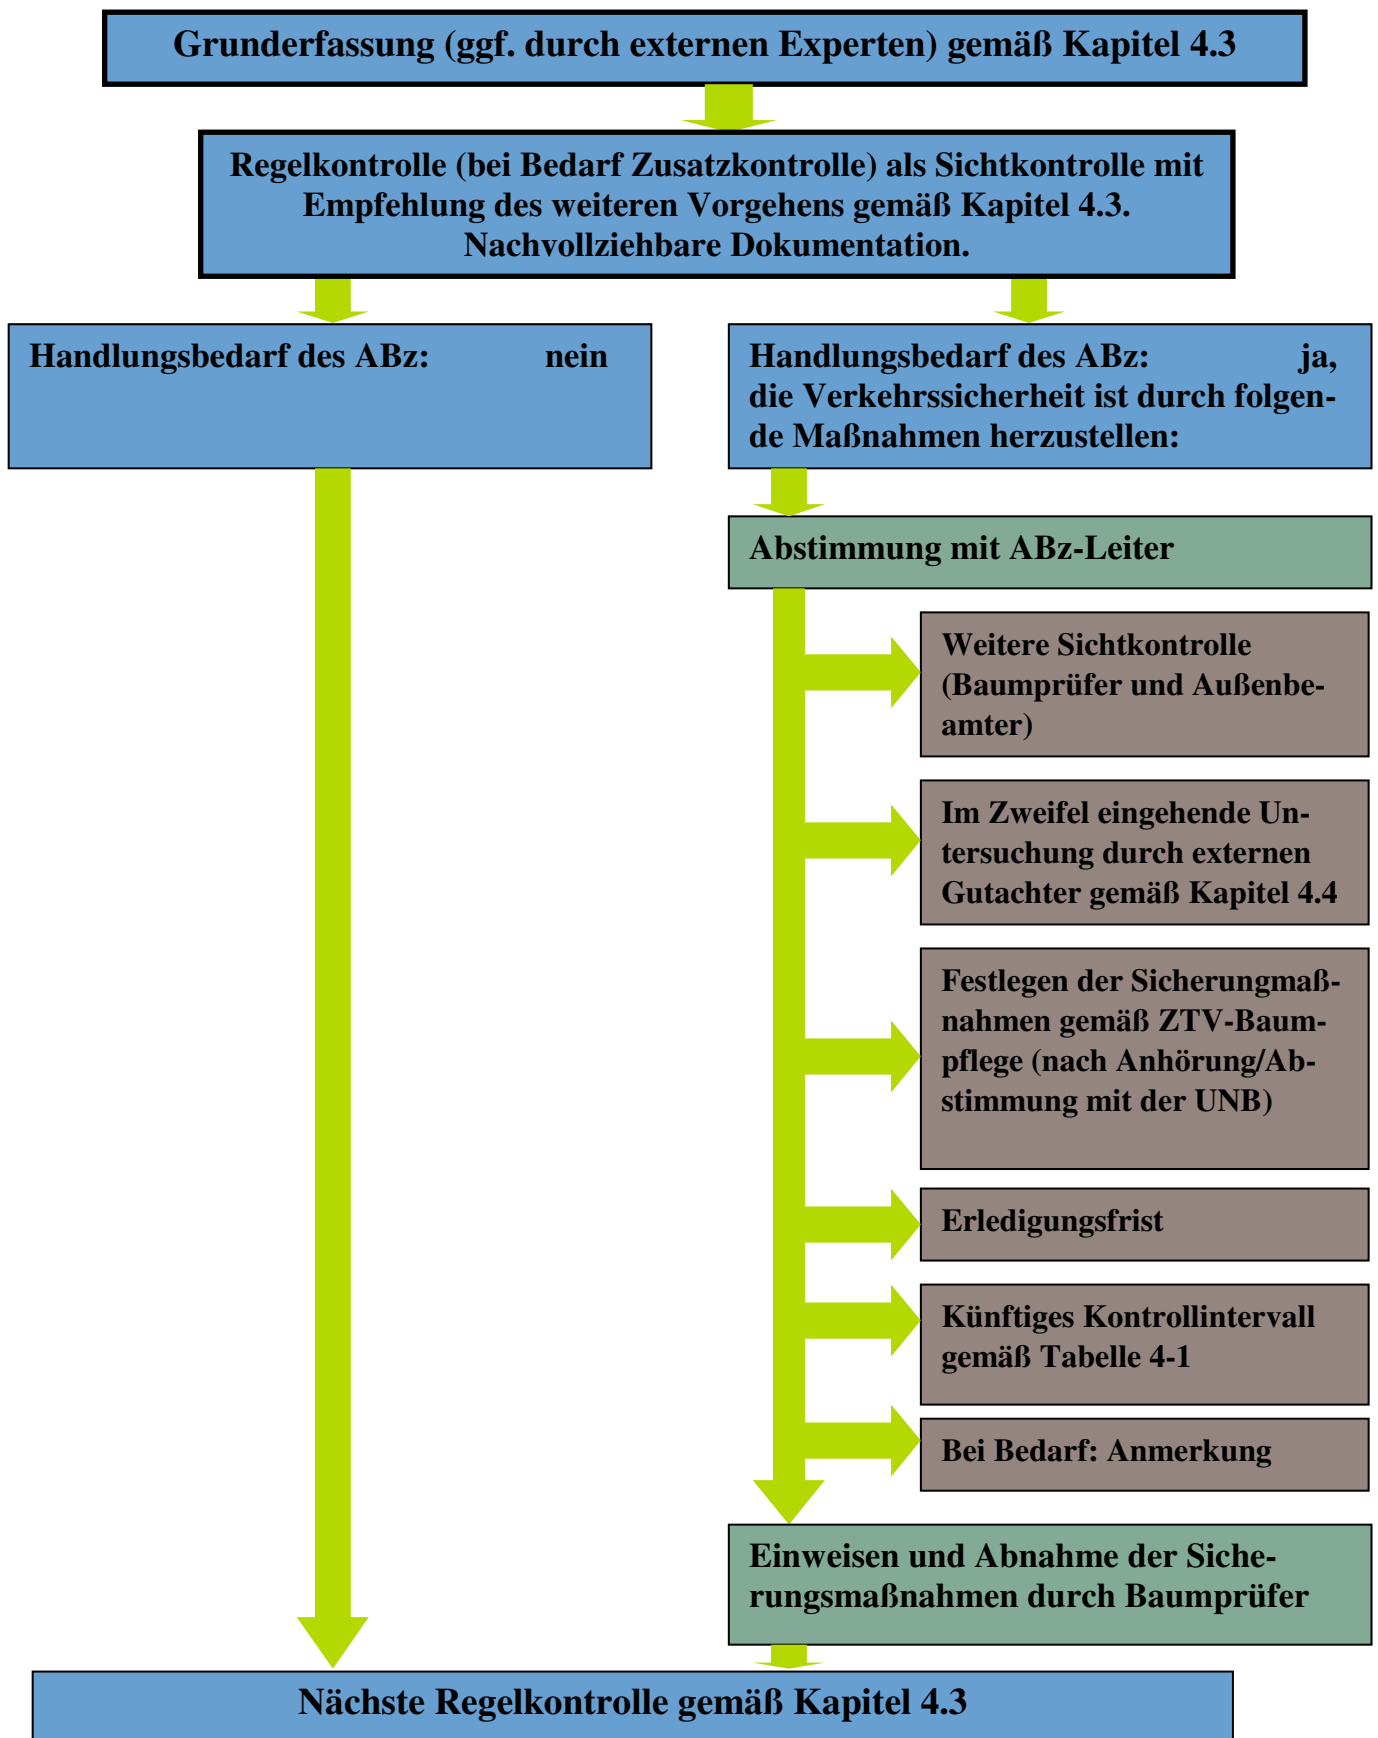 Grunderfassung (ggf. durch externen Experten) gemäß Kapitel 4.3
Regelkontrolle (bei Bedarf Zusatzkontrolle) als Sichtkontrolle mit
Empfehlung des weiteren Vorgehens gemäß Kapitel 4.3.
Nachvollziehbare Dokumentation.
Handlungsbedarf des ABz: nein
Handlungsbedarf des ABz: ja,
die Verkehrssicherheit ist durch folgen-
de Maßnahmen herzustellen:
Abstimmung mit ABz-Leiter
Weitere Sichtkontrolle
(Baumprüfer und Außenbe-
amter)
Im Zweifel eingehende Un-
tersuchung durch externen
Gutachter gemäß Kapitel 4.4
Festlegen der Sicherungmaß-
nahmen gemäß ZTV-Baum-
pflege (nach Anhörung/Ab-
stimmung mit der UNB)
Erledigungsfrist
Künftiges Kontrollintervall
gemäß Tabelle 4-1
Bei Bedarf: Anmerkung
Einweisen und Abnahme der Siche-
rungsmaßnahmen durch Baumprüfer
Nächste Regelkontrolle gemäß Kapitel 4.3